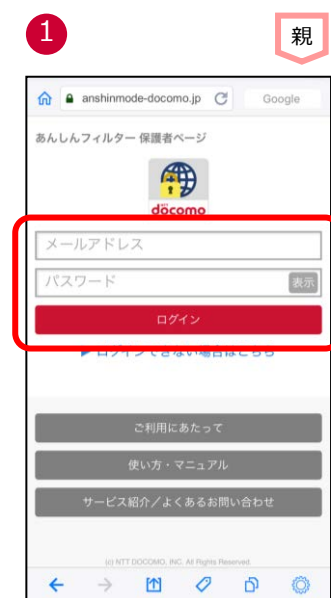 1
親
anshinmode-docomo.jp
Google
あんしんフィルター 保護者ページ
döcomo
メールアドレス
パスワード
表示
ログイン
▶ ログインできない場合はこちら
ご利用にあたって
使い方・マニュアル
サービス紹介／よくあるお問い合わせ
(c) NTT DOCOMO, INC. All Rights Reserved.